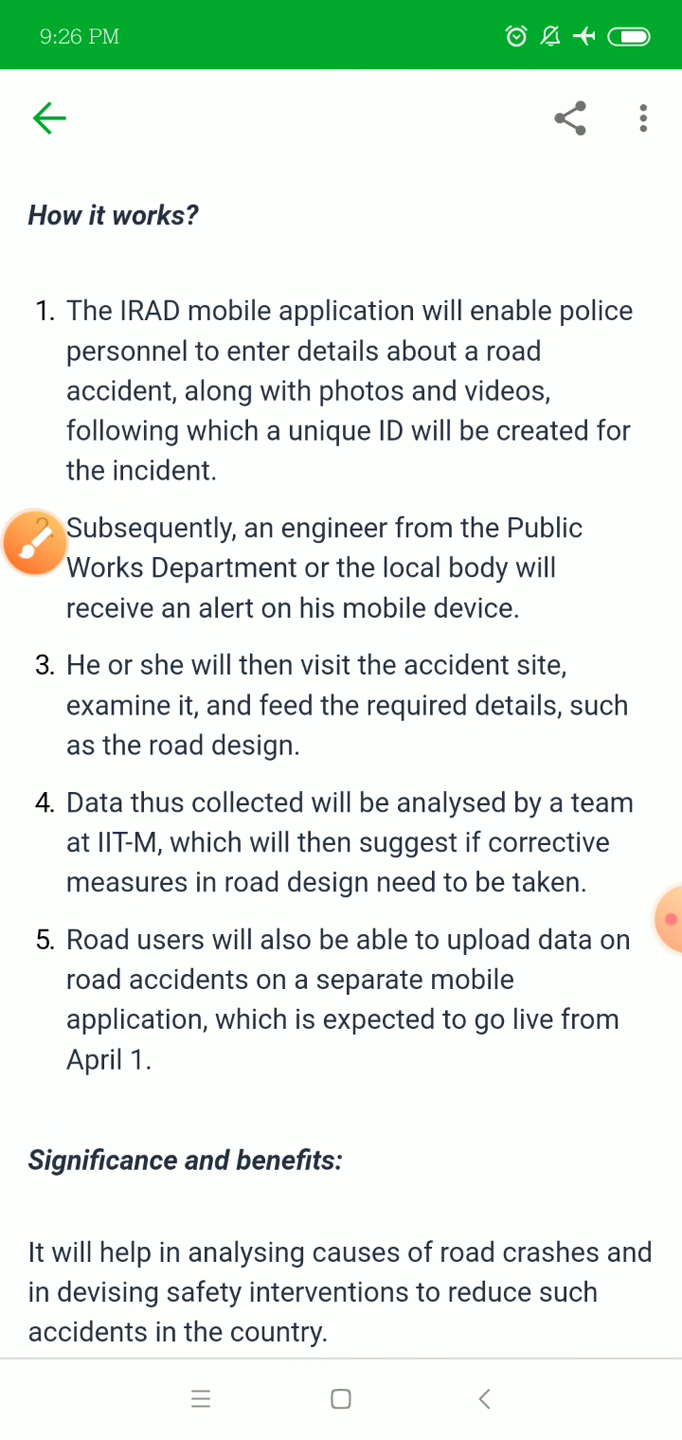 9:26 PM
How it works?
1. The IRAD mobile application will enable police
personnel to enter details about a road
accident, along with photos and videos,
following which a unique ID will be created for
the incident.
2. Subsequently, an engineer from the Public
Works Department or the local body will
receive an alert on his mobile device.
3. He or she will then visit the accident site,
examine it, and feed the required details, such
as the road design.
4. Data thus collected will be analysed by a team
at IIT-M, which will then suggest if corrective
measures in road design need to be taken.
5. Road users will also be able to upload data on
road accidents on a separate mobile
application, which is expected to go live from
April 1.
Significance and benefits:
It will help in analysing causes of road crashes and
in devising safety interventions to reduce such
accidents in the country.